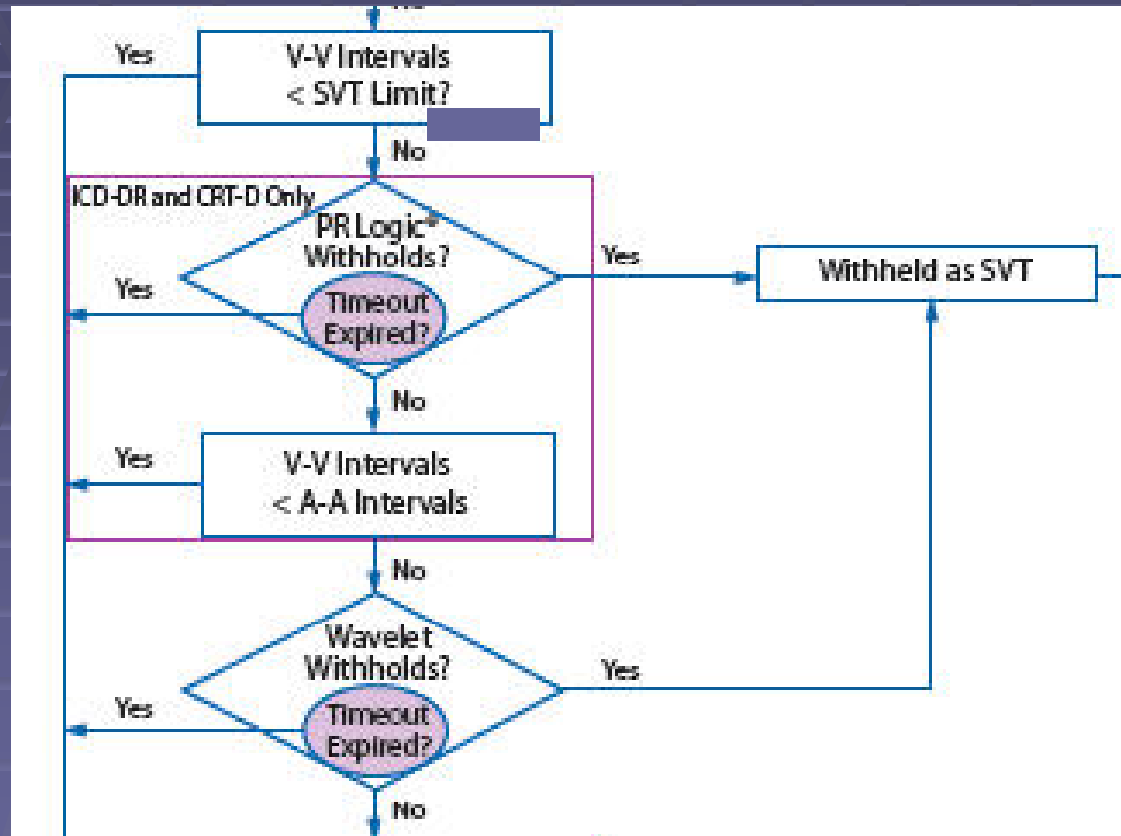 No
Yes
V-V Intervals
< SVT Limit?
No
ICD-DR and CRT-D Only
PR Logic®
Withholds?
Yes
Withheld as SVT
Yes
Timeout
Expired?
No
Yes
V-V Intervals
< A-A Intervals
No
Wavelet
Withholds?
Yes
Yes
Timeout
Expired?
No